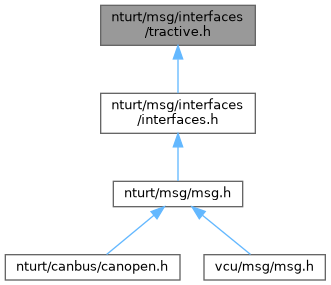 nturt/msg/interfaces
/tractive.h
nturt/msg/interfaces
/interfaces.h
nturt/msg/msg.h
nturt/canbus/canopen.h
vcu/msg/msg.h